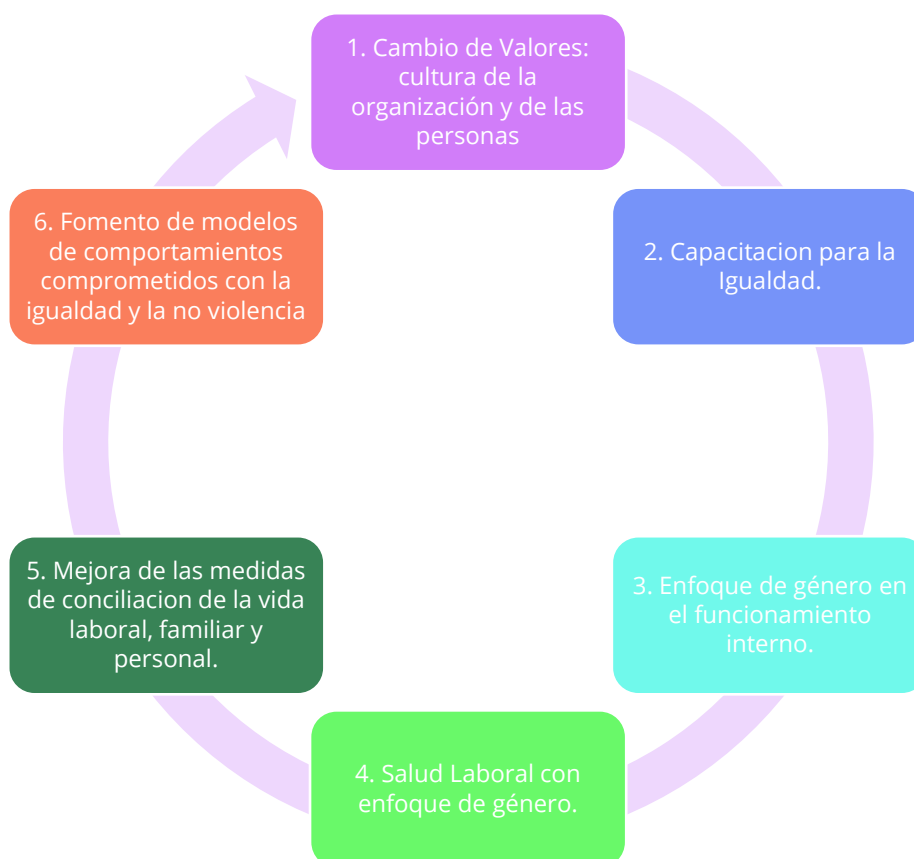 1. Cambio de Valores:
cultura de la
organización y de las
personas
2. Capacitacion para la
Igualdad.
3. Enfoque de género en
el funcionamiento
interno.
4. Salud Laboral con
enfoque de género.
5. Mejora de las medidas
de conciliacion de la vida
laboral, familiar y
personal.
6. Fomento de modelos
de comportamientos
comprometidos con la
igualdad y la no violencia